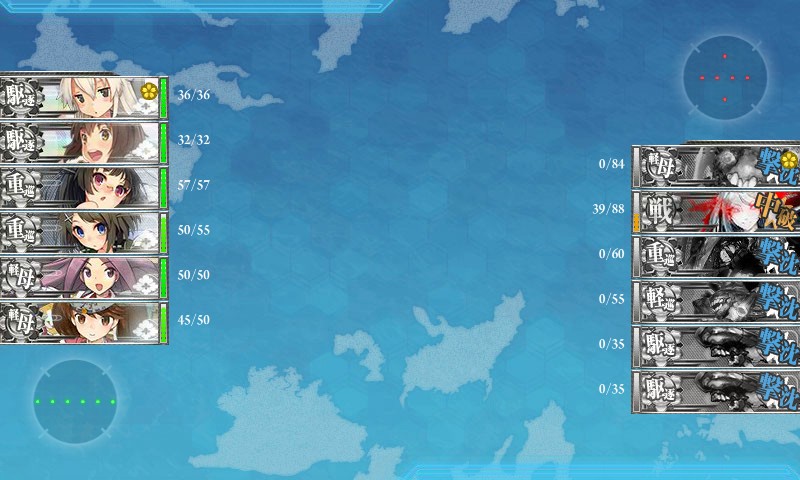 駆逐 36/36
駆逐 32/32
重巡 57/57
重巡 50/55
軽母 50/50
軽母 45/50
0/84 軽母 撃沈
39/88 戦 中破
0/60 重巡 撃沈
0/55 軽巡 撃沈
0/35 駆逐 撃沈
0/35 駆逐 撃沈